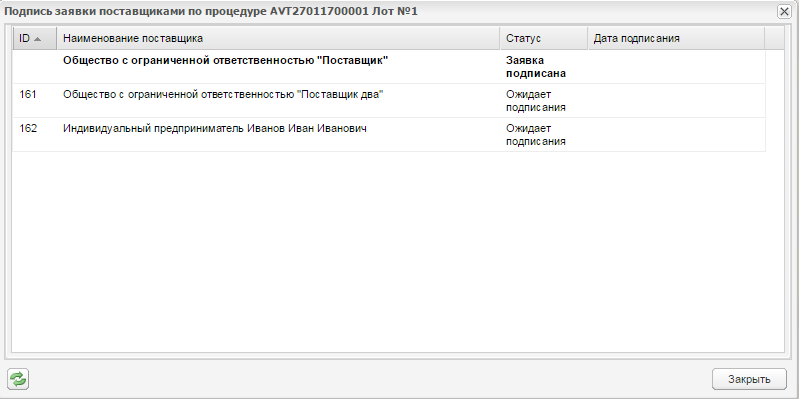 Подпись заявки поставщиками по процедуре AVT27011700001 Лот №1
ID Наименование поставщика Статус Дата подписания
Общество с ограниченной ответственностью "Поставщик" Заявка
подписана
161 Общество с ограниченной ответственностью "Поставщик два" Ожидает
подписания
162 Индивидуальный предприниматель Иванов Иван Иванович Ожидает
подписания
Закрыть